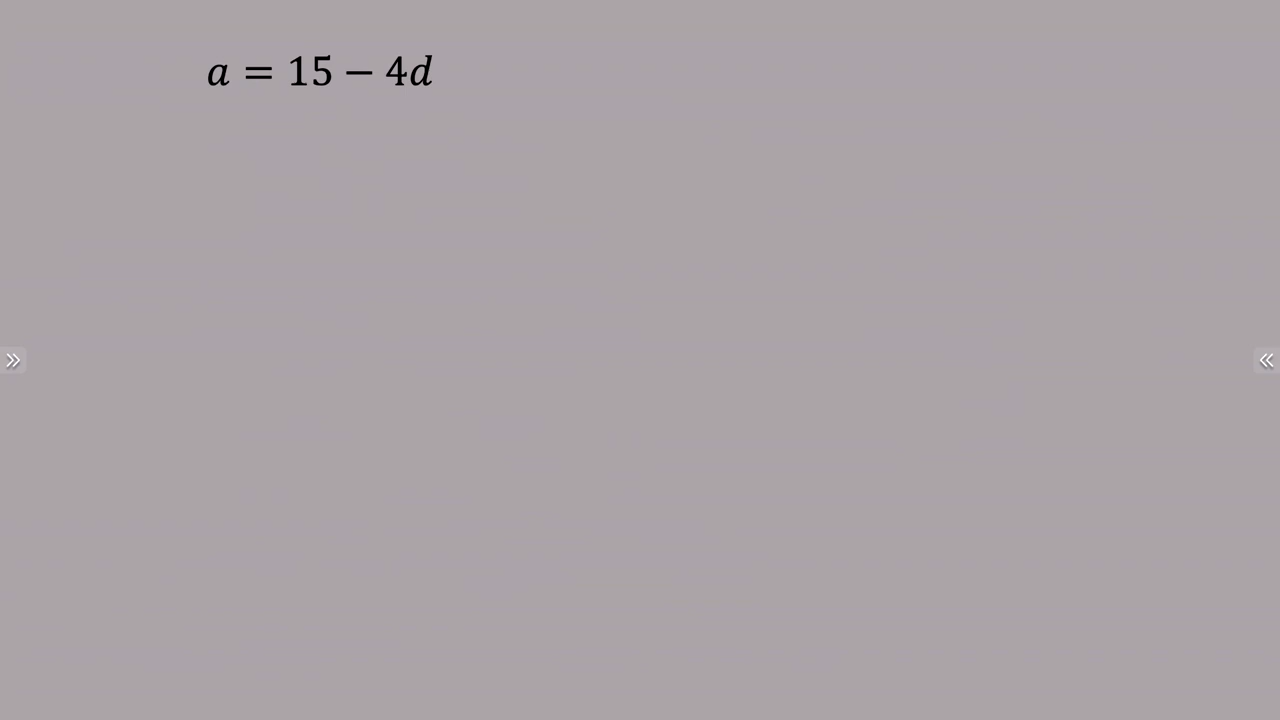 a = 15 − 4d